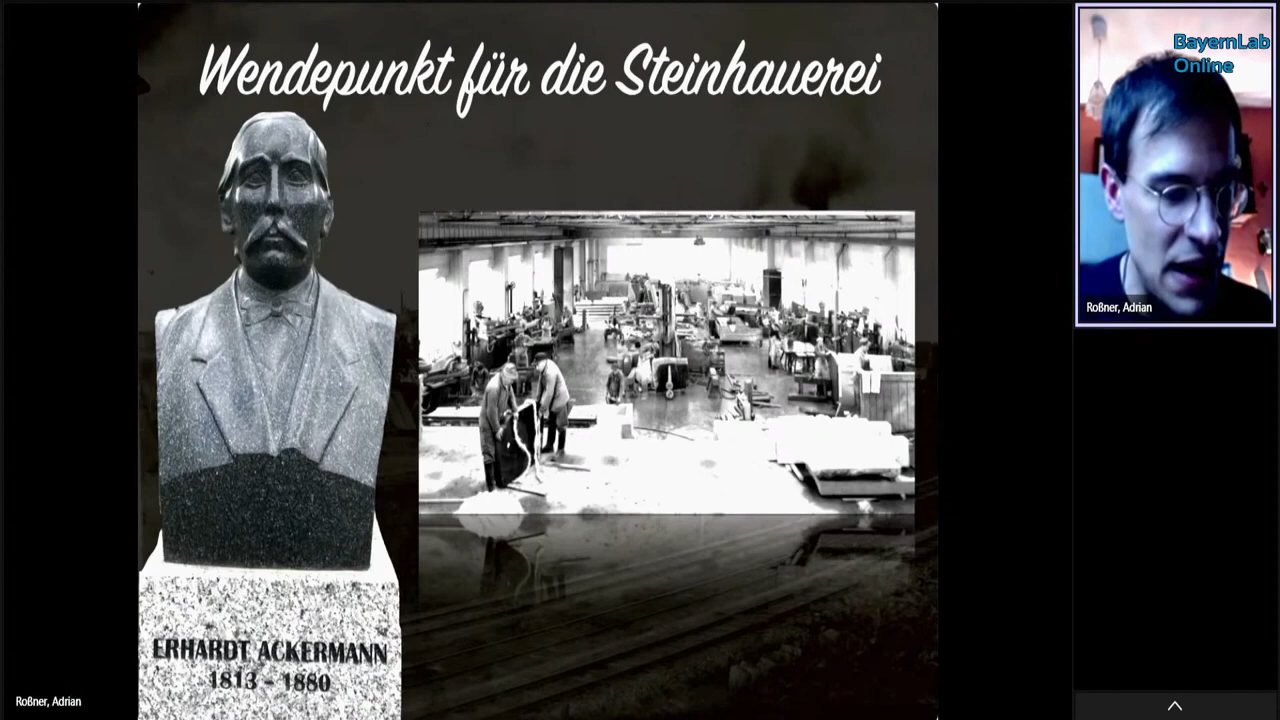 Wendepunkt für die Steinhauerei
ERHARDT ACKERMANN
1813 - 1880
BayernLab
Online
Roßner, Adrian
Roßner, Adrian